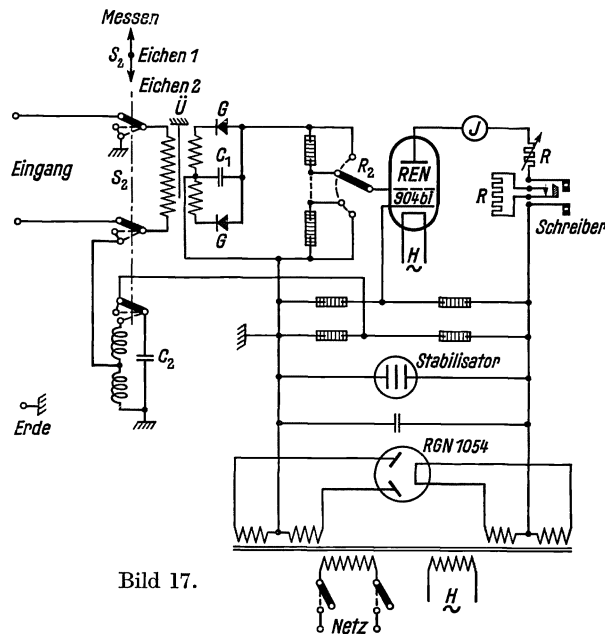 Messen
S2 Eichen 1
Eichen 2
Ü
G
C1
R2
REN
904bl
J
R
R
Schreiber
Eingang
S2
G
H
~
Stabilisator
C2
Erde
RGN 1054
Bild 17.
Netz
H
~